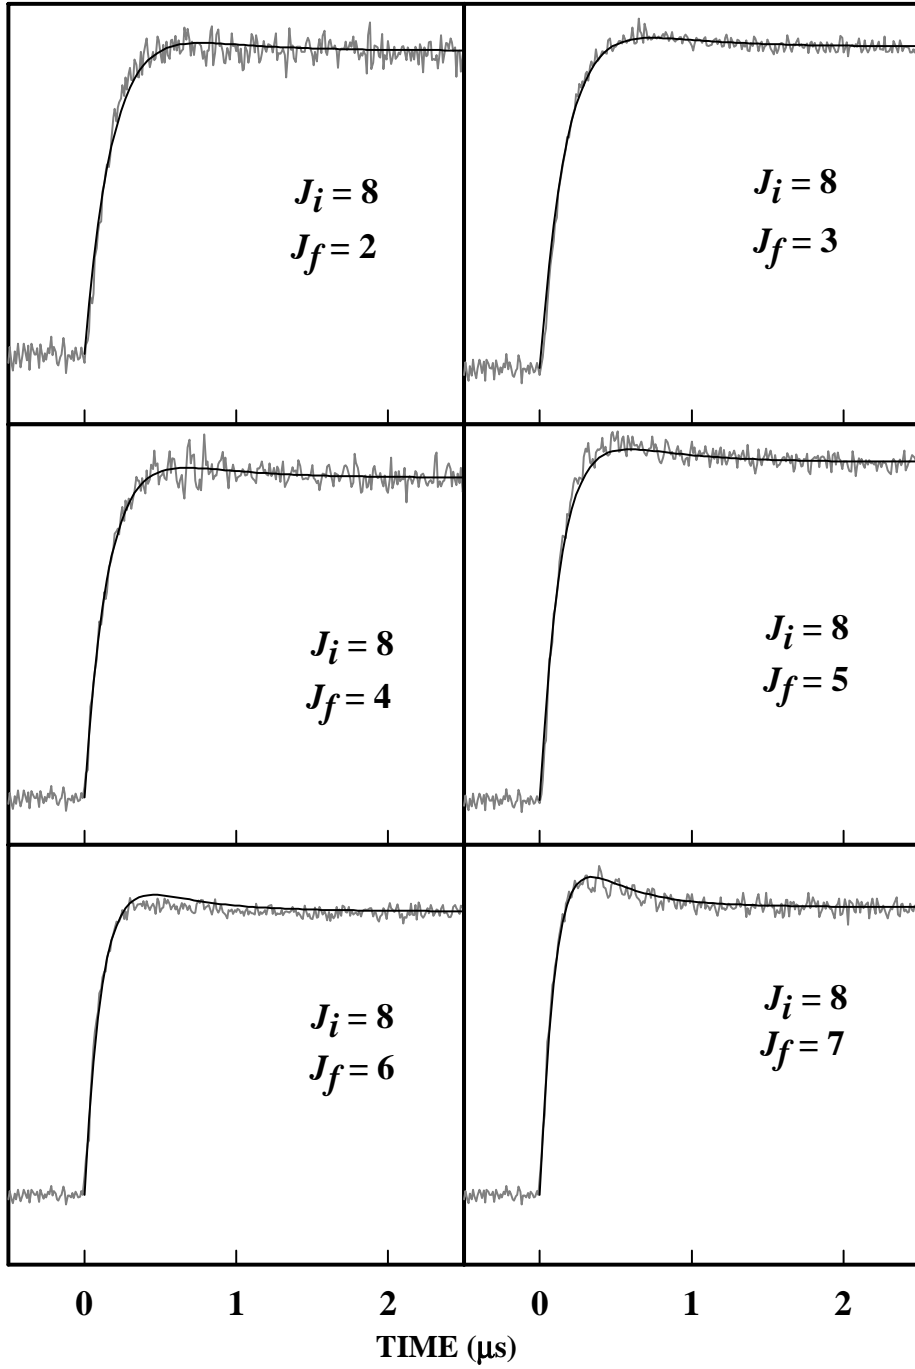 J_i = 8
J_f = 2
J_i = 8
J_f = 3
J_i = 8
J_f = 4
J_i = 8
J_f = 5
J_i = 8
J_f = 6
J_i = 8
J_f = 7
0 1 2 0 1 2
TIME (μs)